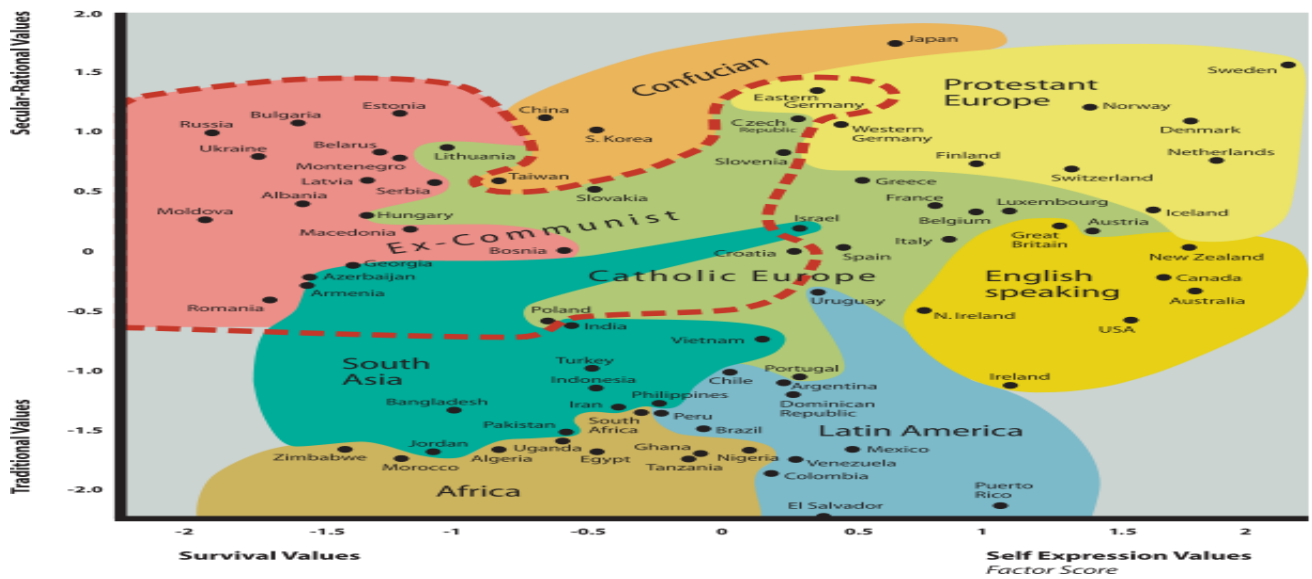 Secular-Rational Values
Traditional Values
2.0
1.5
1.0
0.5
0
-0.5
-1.0
-1.5
-2.0
Japan
Confucian
Sweden
Protestant
Europe
Eastern
Germany
Norway
Estonia
China
Bulgaria
Czech
Republic
Western
Germany
Denmark
Russia
S. Korea
Ukraine
Belarus
Lithuania
Slovenia
Finland
Netherlands
Montenegro
Latvia
Serbia
Taiwan
Greece
Switzerland
Albania
Slovakia
France
Luxembourg
Moldova
Hungary
Israel
Belgium
Austria
Iceland
Macedonia
Ex-Communist
Great
Britain
Italy
Bosnia
Croatia
Spain
New Zealand
Georgia
Azerbaijan
Catholic Europe
English
speaking
Canada
Armenia
Uruguay
Australia
Romania
Poland
India
N. Ireland
USA
Vietnam
South
Asia
Turkey
Indonesia
Chile
Portugal
Argentina
Ireland
Bangladesh
Iran
Philippines
Dominican
Republic
Pakistan
South
Africa
Peru
Brazil
Latin America
Jordan
Uganda
Ghana
Zimbabwe
Morocco
Algeria
Egypt
Tanzania
Nigeria
Mexico
Venezuela
Colombia
Africa
Puerto
Rico
El Salvador
-2
-1.5
-1
-0.5
0
0.5
1
1.5
2
Survival Values
Self Expression Values
Factor Score